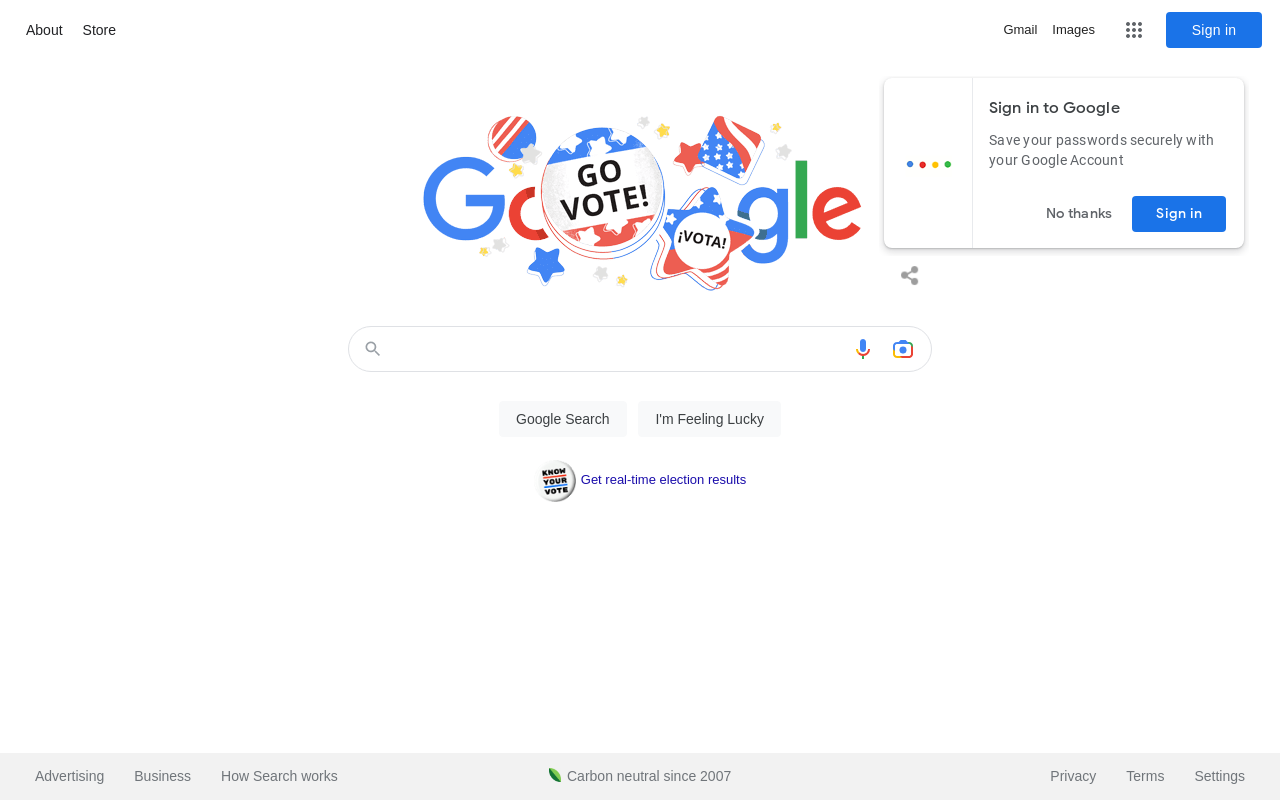 About Store
Gmail Images
Sign in
Sign in to Google
Save your passwords securely with
your Google Account
No thanks Sign in
Google
GO
VOTE!
¡VOTA!
Google Search I'm Feeling Lucky
KNOW
YOUR
VOTE
Get real-time election results
Advertising Business How Search works
Carbon neutral since 2007
Privacy Terms Settings